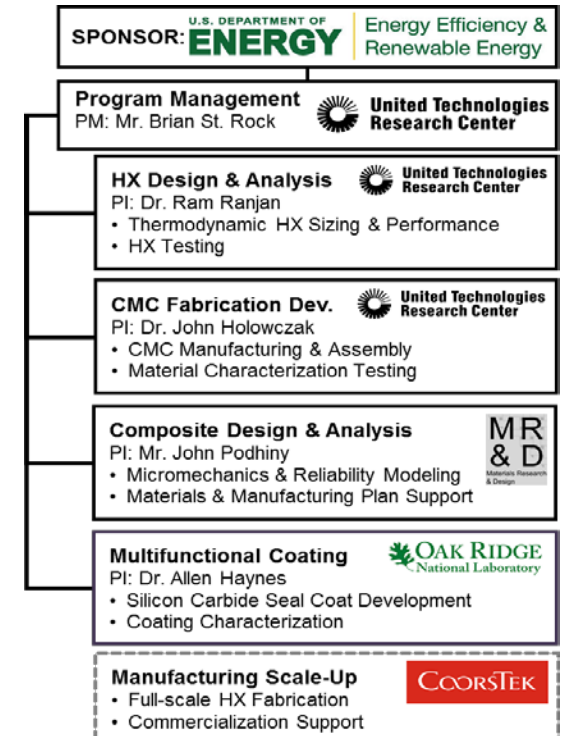 SPONSOR: U.S. DEPARTMENT OF ENERGY Energy Efficiency & Renewable Energy
Program Management
PM: Mr. Brian St. Rock
United Technologies
Research Center
HX Design & Analysis
PI: Dr. Ram Ranjan
• Thermodynamic HX Sizing & Performance
• HX Testing
United Technologies
Research Center
CMC Fabrication Dev.
PI: Dr. John Holowczak
• CMC Manufacturing & Assembly
• Material Characterization Testing
United Technologies
Research Center
Composite Design & Analysis
PI: Mr. John Podhiny
• Micromechanics & Reliability Modeling
• Materials & Manufacturing Plan Support
MR
& D
Materials Research
& Design
Multifunctional Coating
PI: Dr. Allen Haynes
• Silicon Carbide Seal Coat Development
• Coating Characterization
OAK RIDGE
National Laboratory
Manufacturing Scale-Up
• Full-scale HX Fabrication
• Commercialization Support
COORSTEK